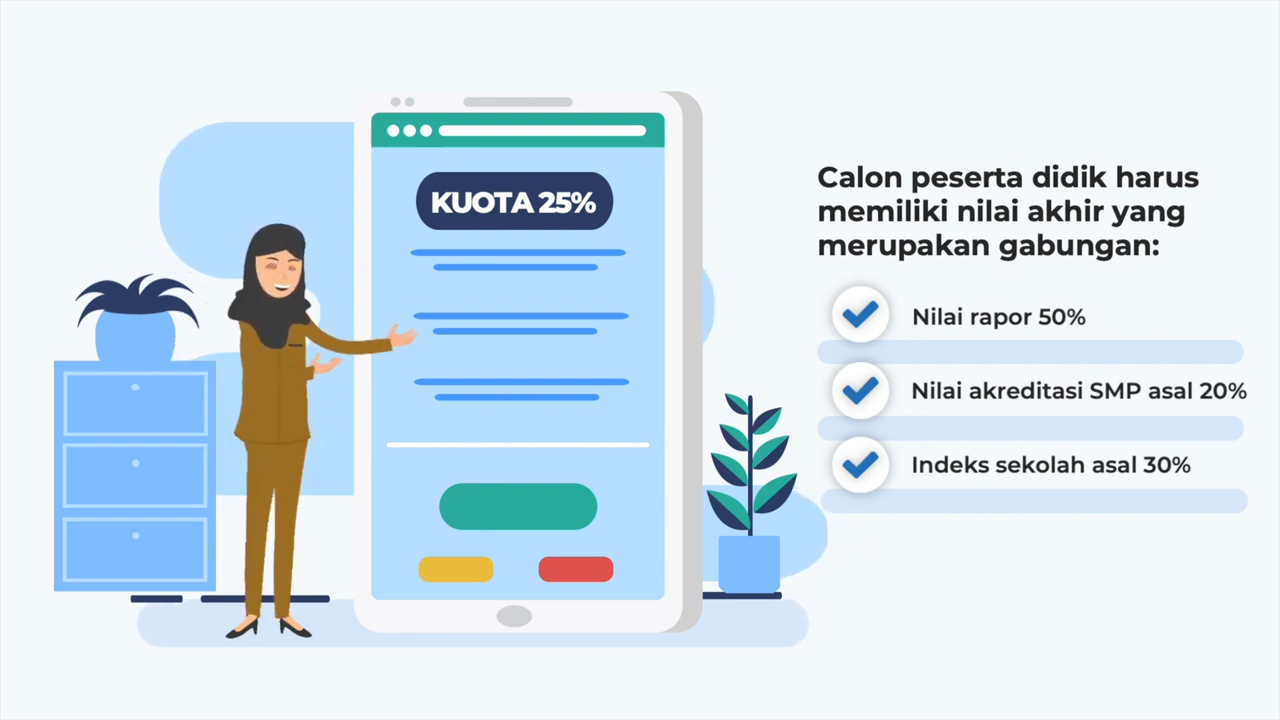 KUOTA 25%
Calon peserta didik harus
memiliki nilai akhir yang
merupakan gabungan:
Nilai rapor 50%
Nilai akreditasi SMP asal 20%
Indeks sekolah asal 30%